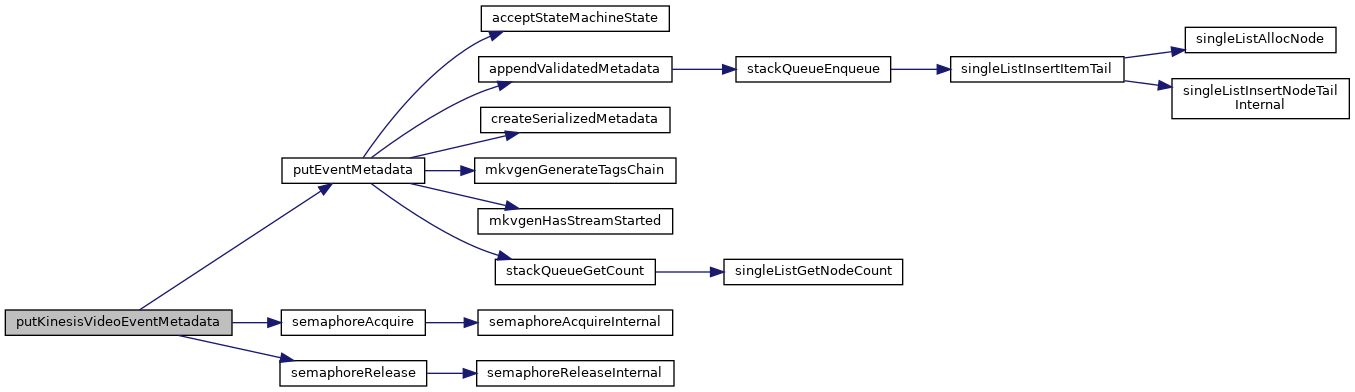 acceptStateMachineState
singleListAllocNode
appendValidatedMetadata
stackQueueEnqueue
singleListInsertItemTail
singleListInsertNodeTail
Internal
createSerializedMetadata
putEventMetadata
mkvgenGenerateTagsChain
mkvgenHasStreamStarted
stackQueueGetCount
singleListGetNodeCount
putKinesisVideoEventMetadata
semaphoreAcquire
semaphoreAcquireInternal
semaphoreRelease
semaphoreReleaseInternal